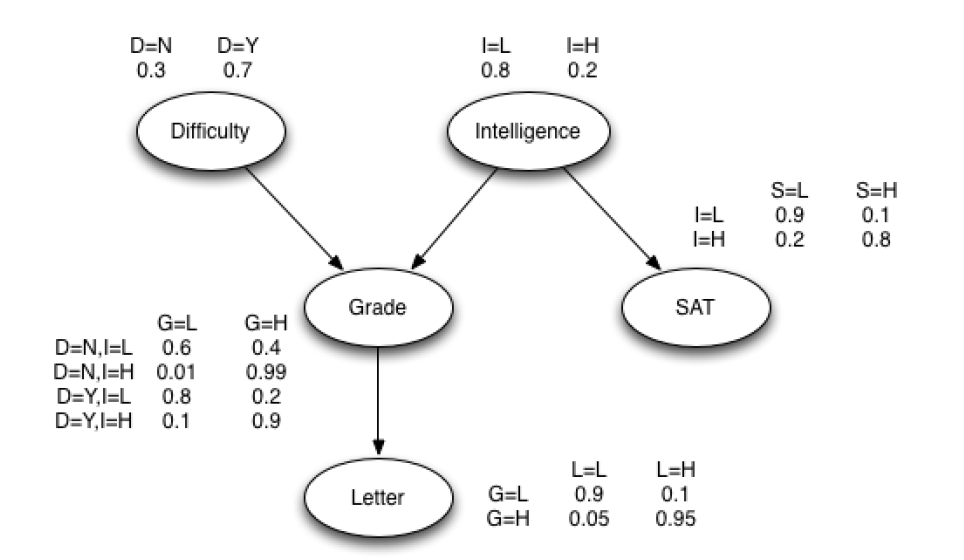 D=N D=Y
0.3 0.7
Difficulty
I=L I=H
0.8 0.2
Intelligence
S=L S=H
I=L 0.9 0.1
I=H 0.2 0.8
Grade
SAT
G=L G=H
D=N,I=L 0.6 0.4
D=N,I=H 0.01 0.99
D=Y,I=L 0.8 0.2
D=Y,I=H 0.1 0.9
Letter
L=L L=H
G=L 0.9 0.1
G=H 0.05 0.95